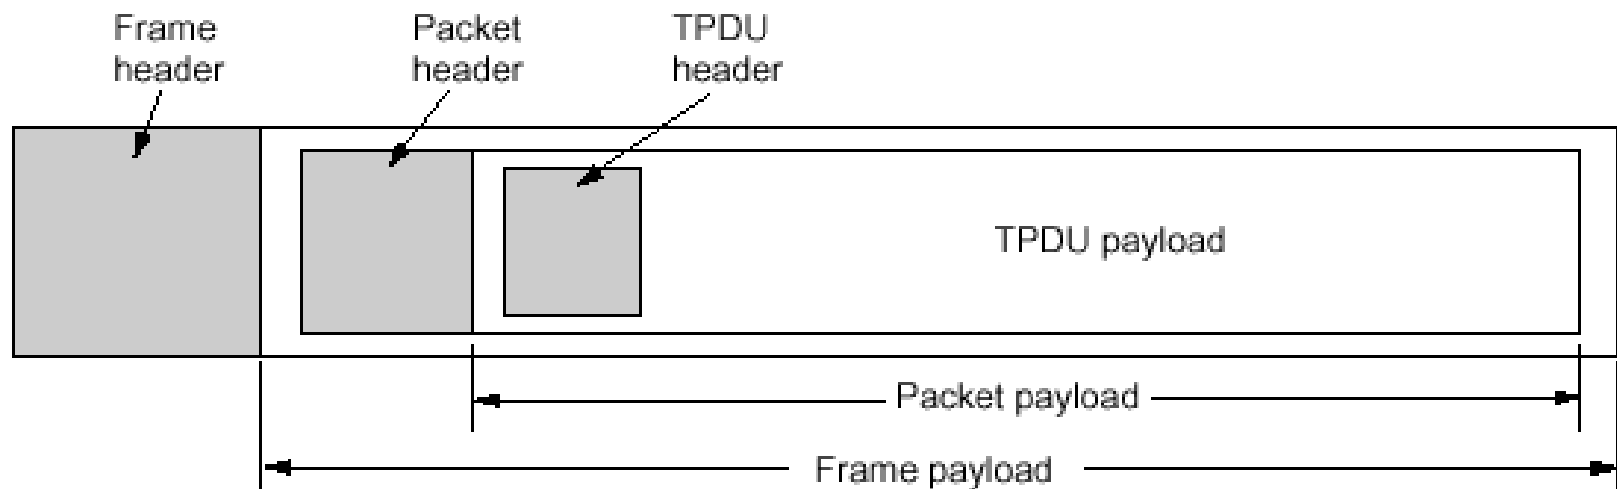 Frame
header
Packet
header
TPDU
header
TPDU payload
Packet payload
Frame payload